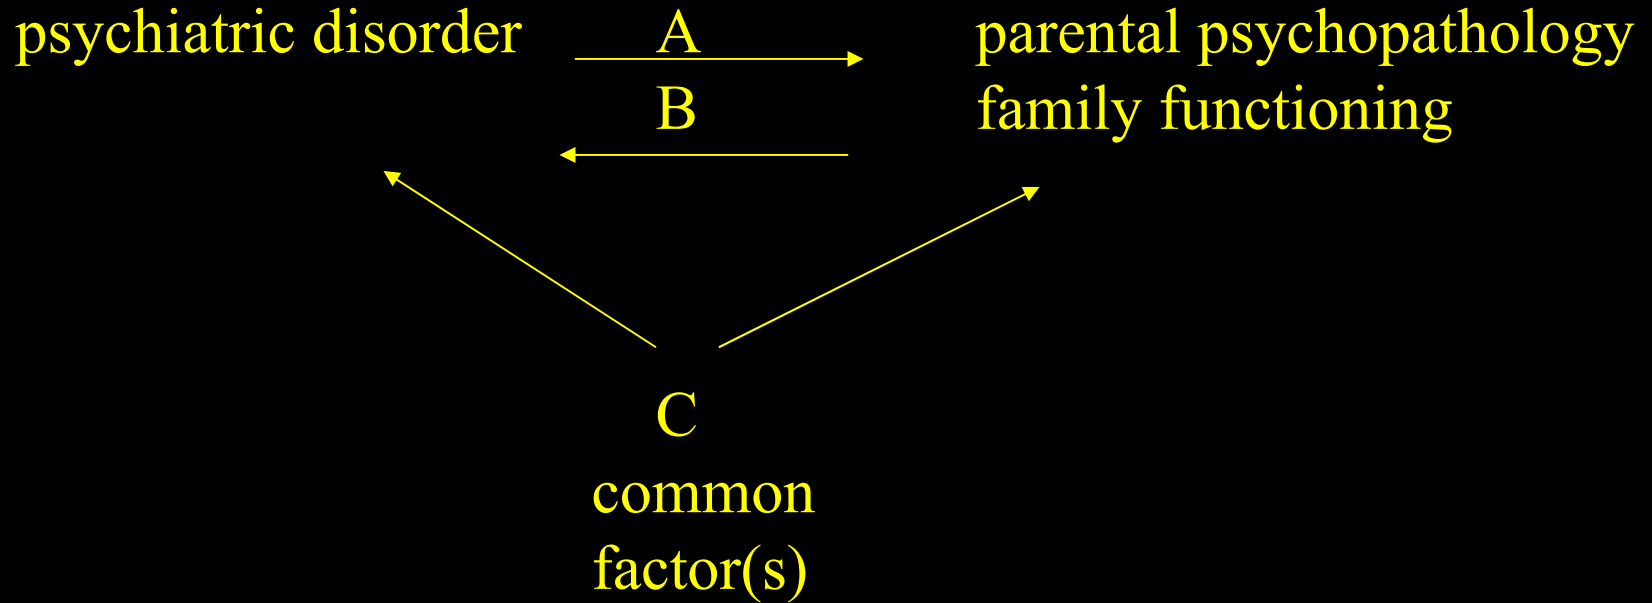 psychiatric disorder A parental psychopathology
B family functioning
C
common
factor(s)